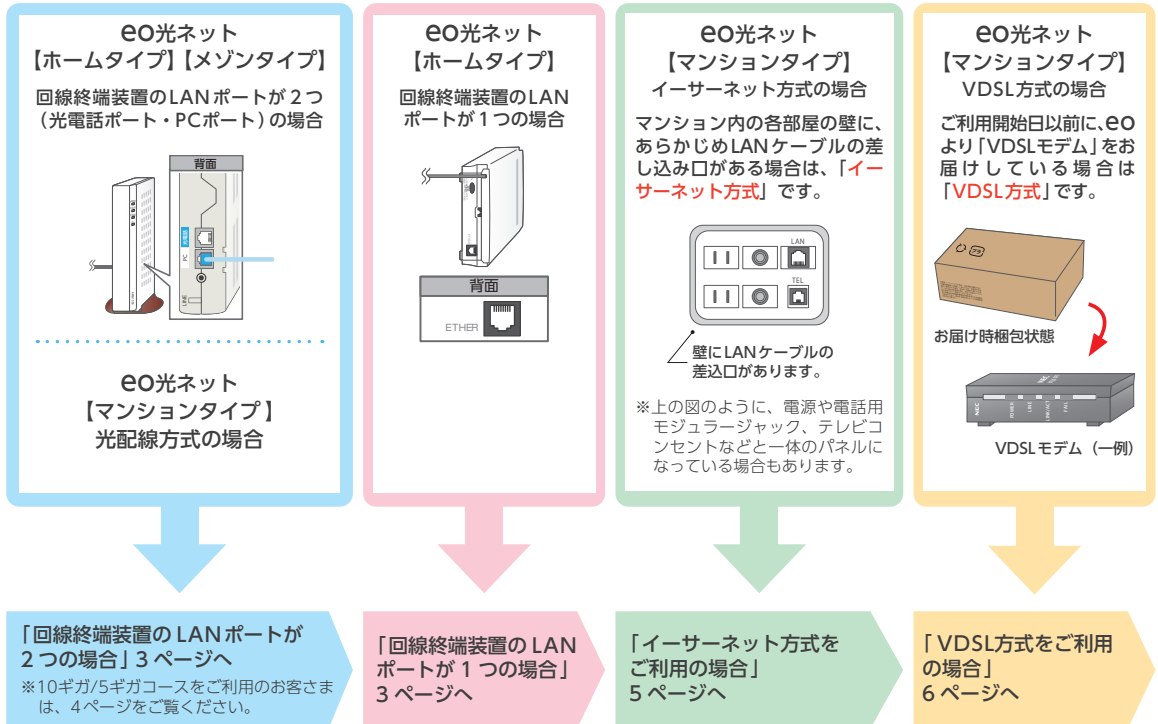 eo光ネット
【ホームタイプ】【メゾンタイプ】
回線終端装置のLANポートが2つ
（光電話ポート・PCポート）の場合
背面
光電話
PC
LINE
eo光ネット
【マンションタイプ】
光配線方式の場合
「回線終端装置の LANポートが
2つの場合」3ページへ
※10ギガ/5ギガコースをご利用のお客さま
は、4ページをご覧ください。
eo光ネット
【ホームタイプ】
回線終端装置のLAN
ポートが1つの場合
背面
ETHER
「回線終端装置の LAN
ポートが 1 つの場合」
3 ページへ
eo光ネット
【マンションタイプ】
イーサーネット方式の場合
マンション内の各部屋の壁に、
あらかじめLANケーブルの差
し込み口がある場合は、「イー
サーネット方式」です。
LAN
TEL
壁にLANケーブルの
差込口があります。
※上の図のように、電源や電話用
モジュラージャック、テレビコ
ンセントなどと一体のパネルに
なっている場合もあります。
「イーサーネット方式を
ご利用の場合」
5 ページへ
eo光ネット
【マンションタイプ】
VDSL方式の場合
ご利用開始日以前に、eo
より「VDSLモデム」をお
届けしている場合は
「VDSL方式」です。
お届け時梱包状態
NEC
NEC
POWER
LINE
LINK/ACT
FAIL
VDSLモデム（一例）
「VDSL方式をご利用
の場合」
6 ページへ